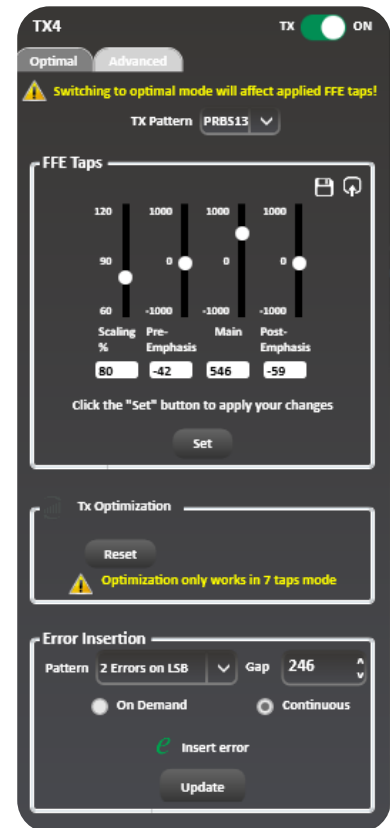 TX4 TX ON
Optimal Advanced
Switching to optimal mode will affect applied FFE taps!
TX Pattern PRBS13
FFE Taps
120 1000 1000 1000
90 0 0 0
60 -1000 -1000 -1000
Scaling Pre- Main Post-
% Emphasis Emphasis
80 -42 546 -59
Click the "Set" button to apply your changes
Set
Tx Optimization
Reset
Optimization only works in 7 taps mode
Error Insertion
Pattern 2 Errors on LSB Gap 246
On Demand Continuous
e Insert error
Update